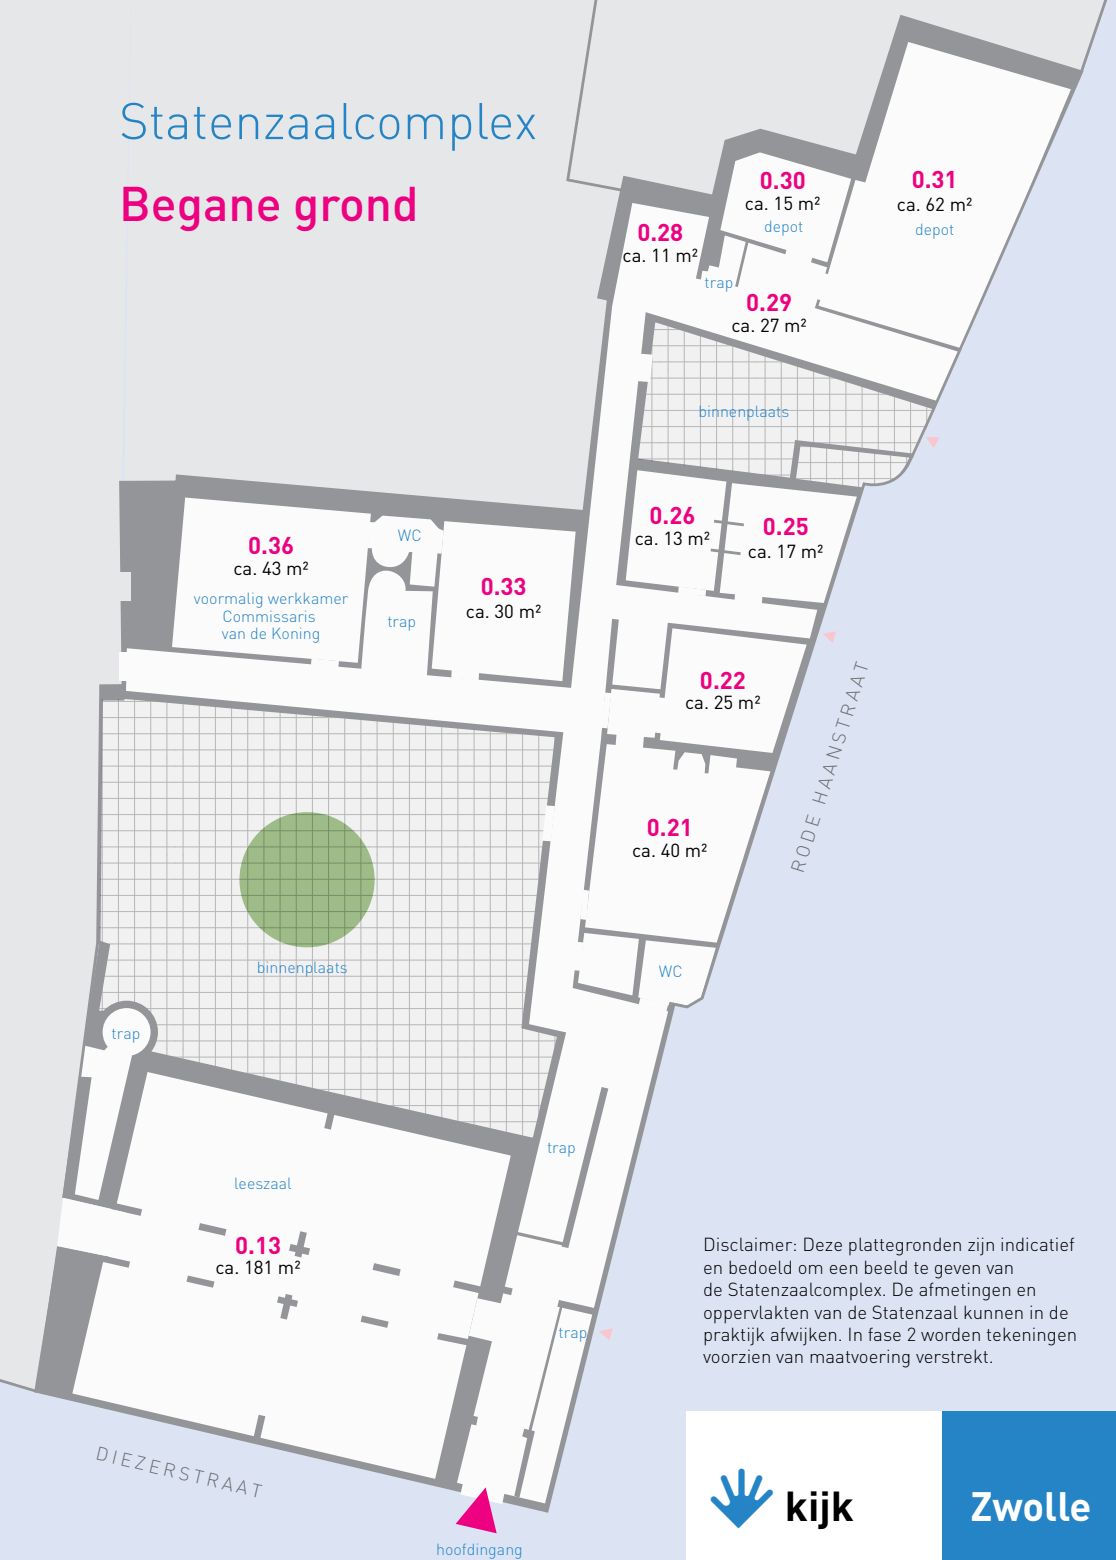 Statenzaalcomplex
Begane grond
0.30
ca. 15 m²
depot
0.31
ca. 62 m²
depot
0.28
ca. 11 m²
trap
0.29
ca. 27 m²
binnenplaats
0.26
ca. 13 m²
0.25
ca. 17 m²
0.36
ca. 43 m²
voormalig werkkamer
Commissaris
van de Koning
WC
trap
0.33
ca. 30 m²
0.22
ca. 25 m²
RODE HAANSTRAAT
0.21
ca. 40 m²
binnenplaats
WC
trap
trap
leeszaal
0.13
ca. 181 m²
trap
Disclaimer: Deze plattegronden zijn indicatief
en bedoeld om een beeld te geven van
de Statenzaalcomplex. De afmetingen en
oppervlakten van de Statenzaal kunnen in de
praktijk afwijken. In fase 2 worden tekeningen
voorzien van maatvoering verstrekt.
DIEZERSTRAAT
hoofdingang
kijk
Zwolle